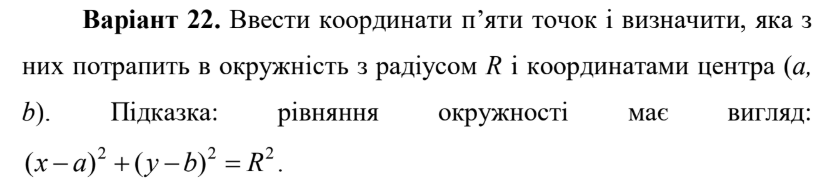 Варіант 22. Ввести координати п’яти точок і визначити, яка з
них потрапить в окружність з радіусом R і координатами центра (a,
b). Підказка: рівняння окружності має вигляд:
(x − a)² + (y − b)² = R².